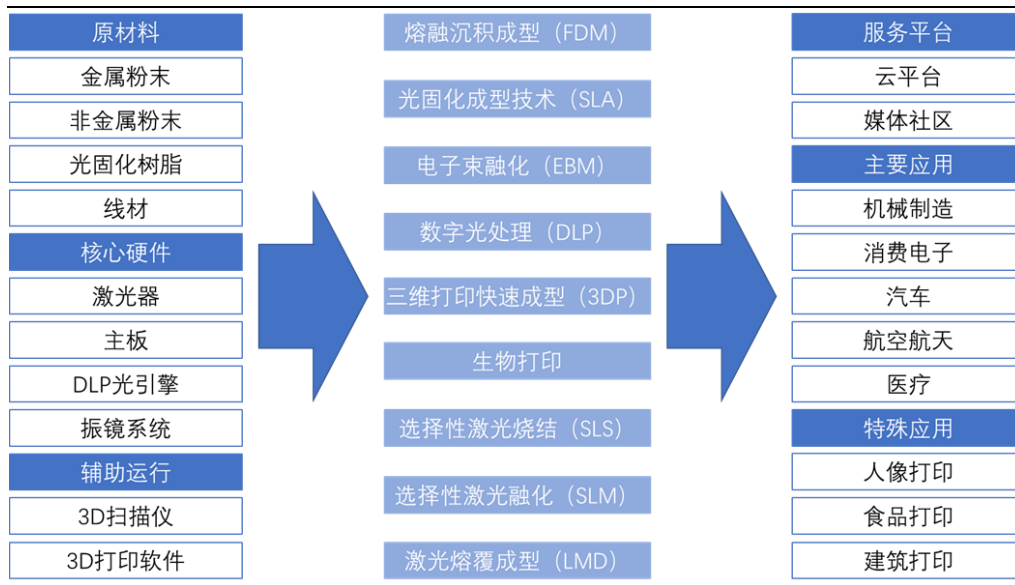 原材料
金属粉末
非金属粉末
光固化树脂
线材
核心硬件
激光器
主板
DLP光引擎
振镜系统
辅助运行
3D扫描仪
3D打印软件
熔融沉积成型（FDM）
光固化成型技术（SLA）
电子束融化（EBM）
数字光处理（DLP）
三维打印快速成型（3DP）
生物打印
选择性激光烧结（SLS）
选择性激光融化（SLM）
激光熔覆成型（LMD）
服务平台
云平台
媒体社区
主要应用
机械制造
消费电子
汽车
航空航天
医疗
特殊应用
人像打印
食品打印
建筑打印